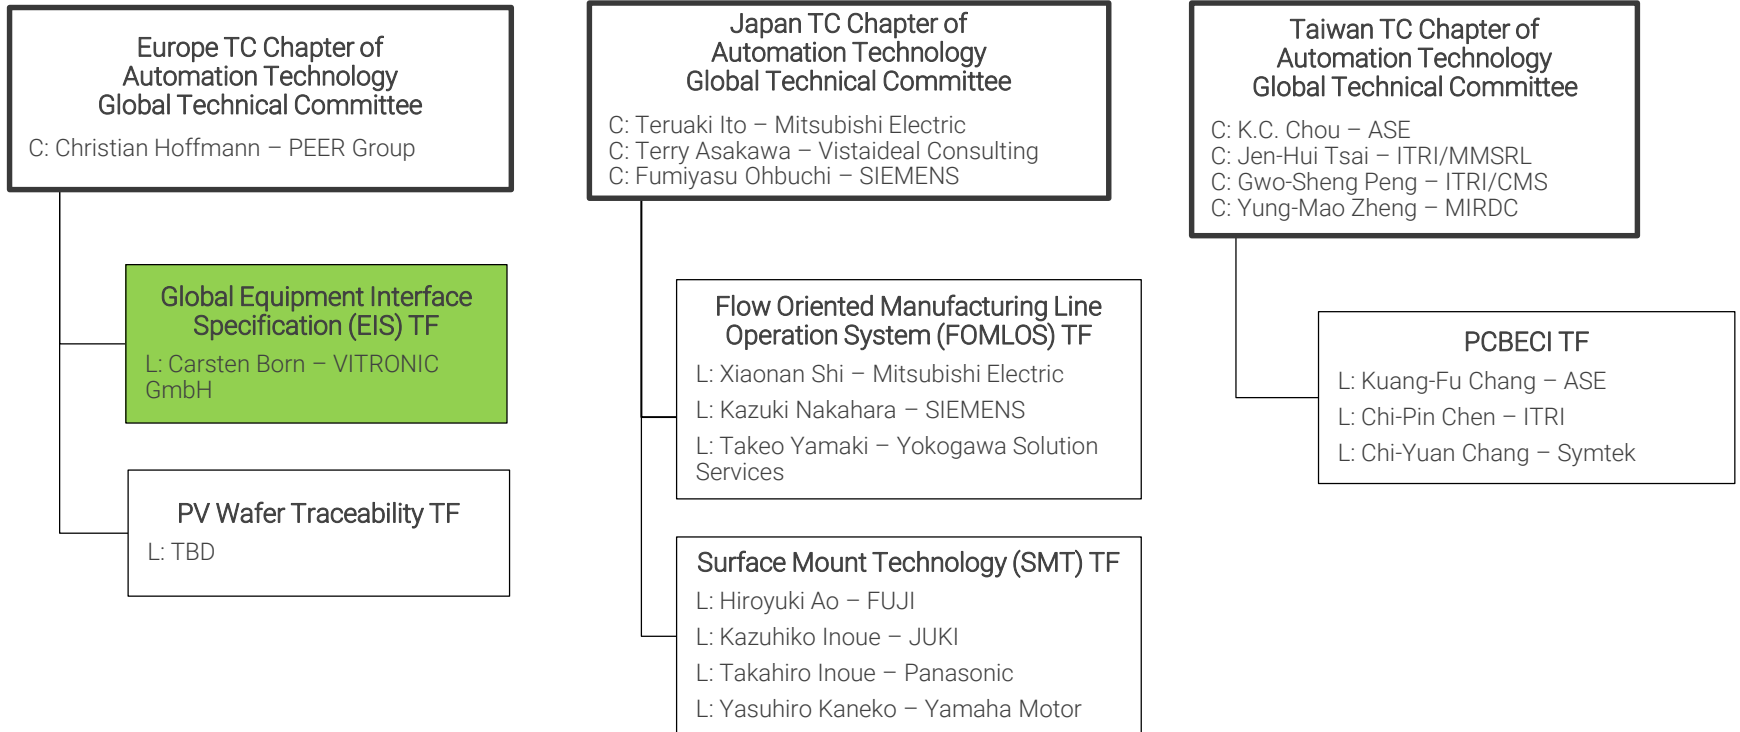 Europe TC Chapter of
Automation Technology
Global Technical Committee
C: Christian Hoffmann – PEER Group
Global Equipment Interface
Specification (EIS) TF
L: Carsten Born – VITRONIC
GmbH
PV Wafer Traceability TF
L: TBD
Japan TC Chapter of
Automation Technology
Global Technical Committee
C: Teruaki Ito – Mitsubishi Electric
C: Terry Asakawa – Vistaideal Consulting
C: Fumiyasu Ohbuchi – SIEMENS
Flow Oriented Manufacturing Line
Operation System (FOMLOS) TF
L: Xiaonan Shi – Mitsubishi Electric
L: Kazuki Nakahara – SIEMENS
L: Takeo Yamaki – Yokogawa Solution
Services
Surface Mount Technology (SMT) TF
L: Hiroyuki Ao – FUJI
L: Kazuhiko Inoue – JUKI
L: Takahiro Inoue – Panasonic
L: Yasuhiro Kaneko – Yamaha Motor
Taiwan TC Chapter of
Automation Technology
Global Technical Committee
C: K.C. Chou – ASE
C: Jen-Hui Tsai – ITRI/MMSRL
C: Gwo-Sheng Peng – ITRI/CMS
C: Yung-Mao Zheng – MIRDC
PCBECI TF
L: Kuang-Fu Chang – ASE
L: Chi-Pin Chen – ITRI
L: Chi-Yuan Chang – Symtek